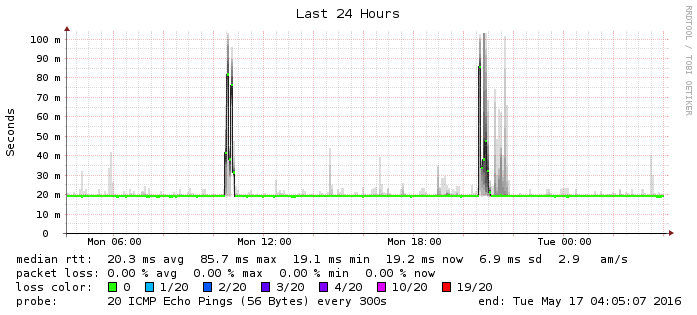 Last 24 Hours
RRDTOOL / TOBI OETIKER
Seconds
100 m
90 m
80 m
70 m
60 m
50 m
40 m
30 m
20 m
10 m
0
Mon 06:00 Mon 12:00 Mon 18:00 Tue 00:00
median rtt: 20.3 ms avg 85.7 ms max 19.1 ms min 19.2 ms now 6.9 ms sd 2.9 am/s
packet loss: 0.00 % avg 0.00 % max 0.00 % min 0.00 % now
loss color: 0 1/20 2/20 3/20 4/20 10/20 19/20
probe: 20 ICMP Echo Pings (56 Bytes) every 300s end: Tue May 17 04:05:07 2016